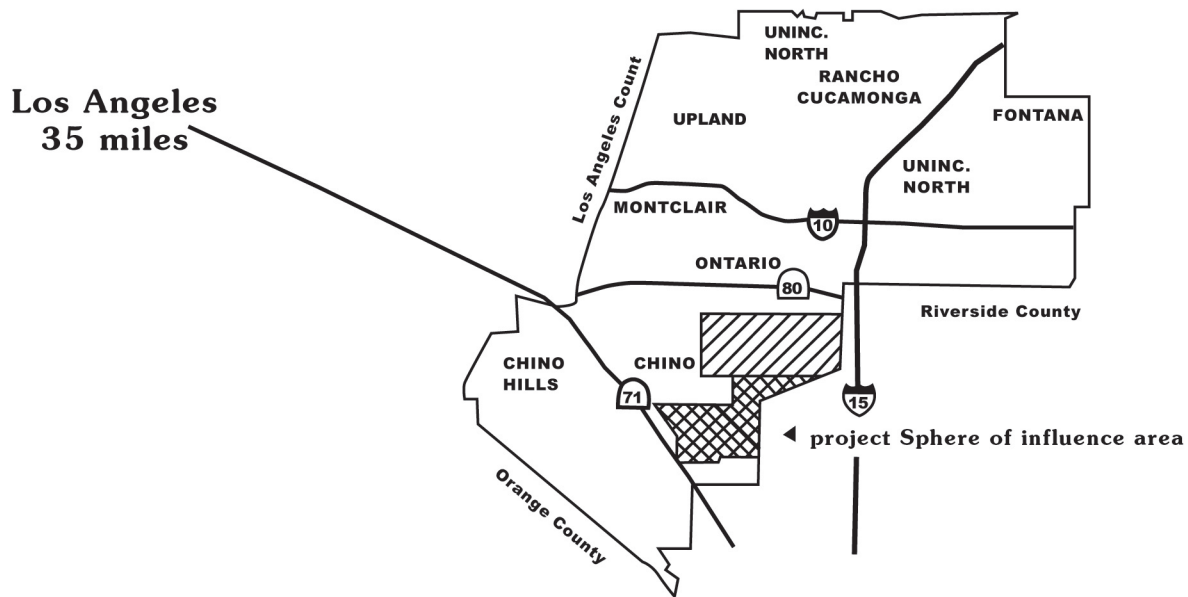 UNINC.
NORTH
Los Angeles
35 miles
RANCHO
CUCAMONGA
UPLAND
FONTANA
Los Angeles Count
UNINC.
NORTH
MONTCLAIR
10
ONTARIO
80
Riverside County
CHINO
HILLS
CHINO
71
15
project Sphere of influence area
Orange County